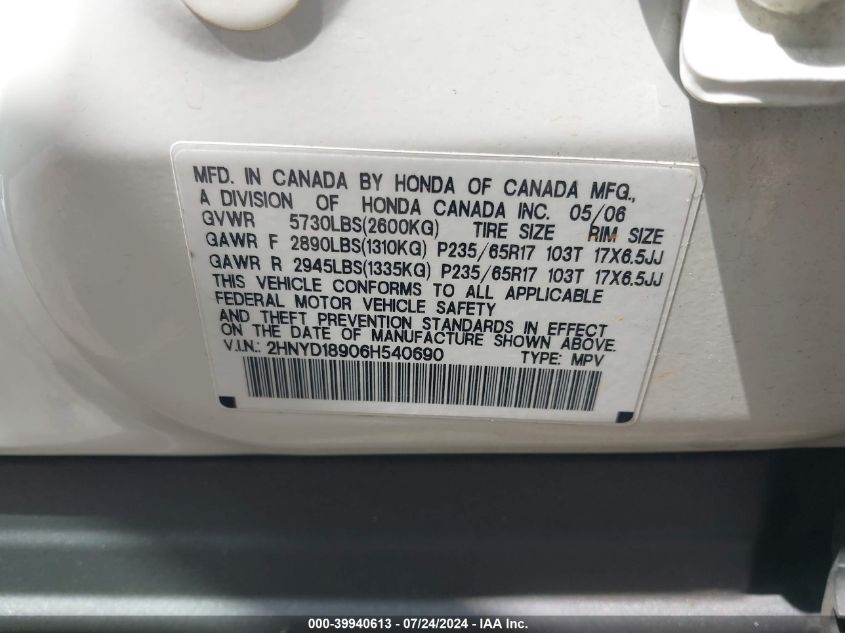 MFD. IN CANADA BY HONDA OF CANADA MFG.,
A DIVISION OF HONDA CANADA INC. 05/06
GVWR 5730LBS(2600KG) TIRE SIZE RIM SIZE
GAWR F 2890LBS(1310KG) P235/65R17 103T 17X6.5JJ
GAWR R 2945LBS(1335KG) P235/65R17 103T 17X6.5JJ
THIS VEHICLE CONFORMS TO ALL APPLICABLE
FEDERAL MOTOR VEHICLE SAFETY
AND THEFT PREVENTION STANDARDS IN EFFECT
ON THE DATE OF MANUFACTURE SHOWN ABOVE.
V.I.N.: 2HNYD18906H540690 TYPE: MPV
000-39940613 - 07/24/2024 - IAA Inc.